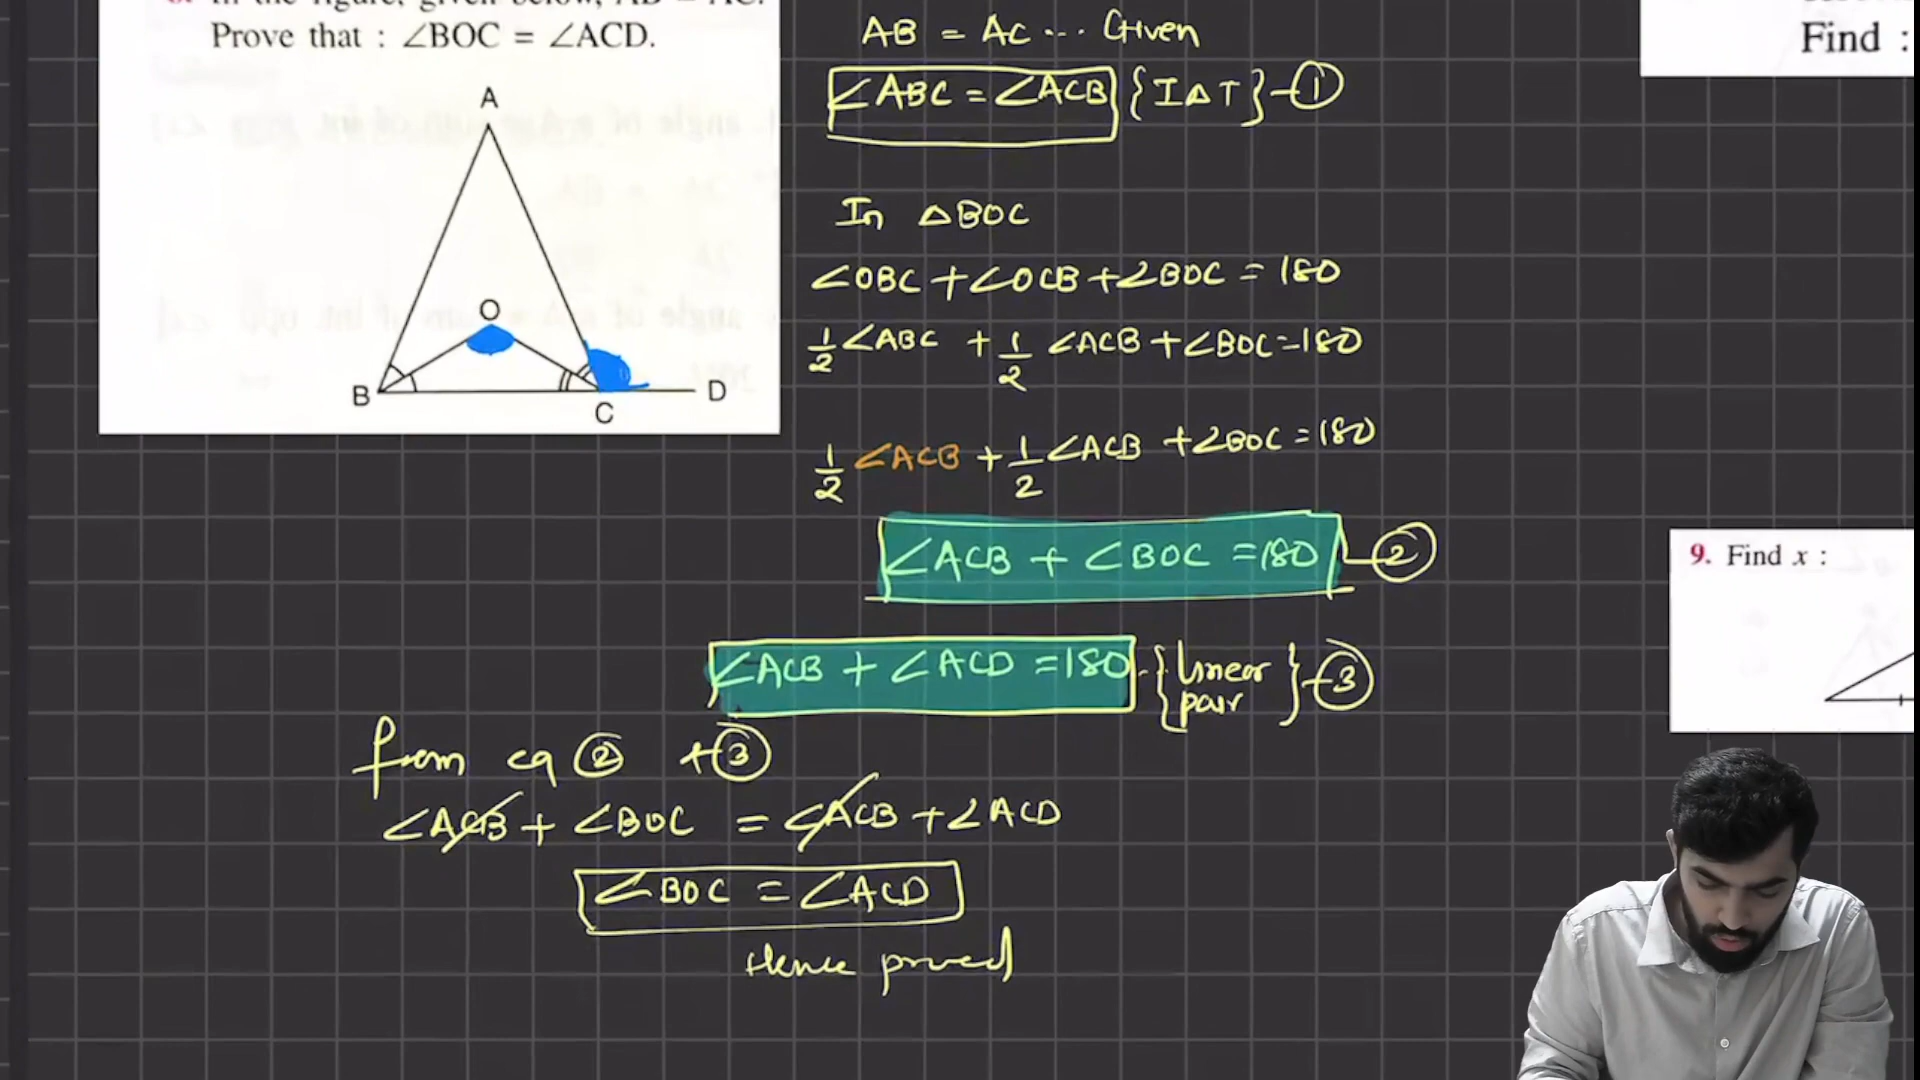 Prove that : ∠BOC = ∠ACD.
A
O
B
C
D
AB = AC ... Given
∠ABC = ∠ACB {I△T} - ①
In △BOC
∠OBC + ∠OCB + ∠BOC = 180
1/2 ∠ABC + 1/2 ∠ACB + ∠BOC = 180
1/2 ∠ACB + 1/2 ∠ACB + ∠BOC = 180
∠ACB + ∠BOC = 180 - ②
∠ACB + ∠ACD = 180 .. {linear pair} - ③
from eq ② + ③
∠ACB + ∠BOC = ∠ACB + ∠ACD
∠BOC = ∠ACD
Hence proved
Find :
9. Find x :